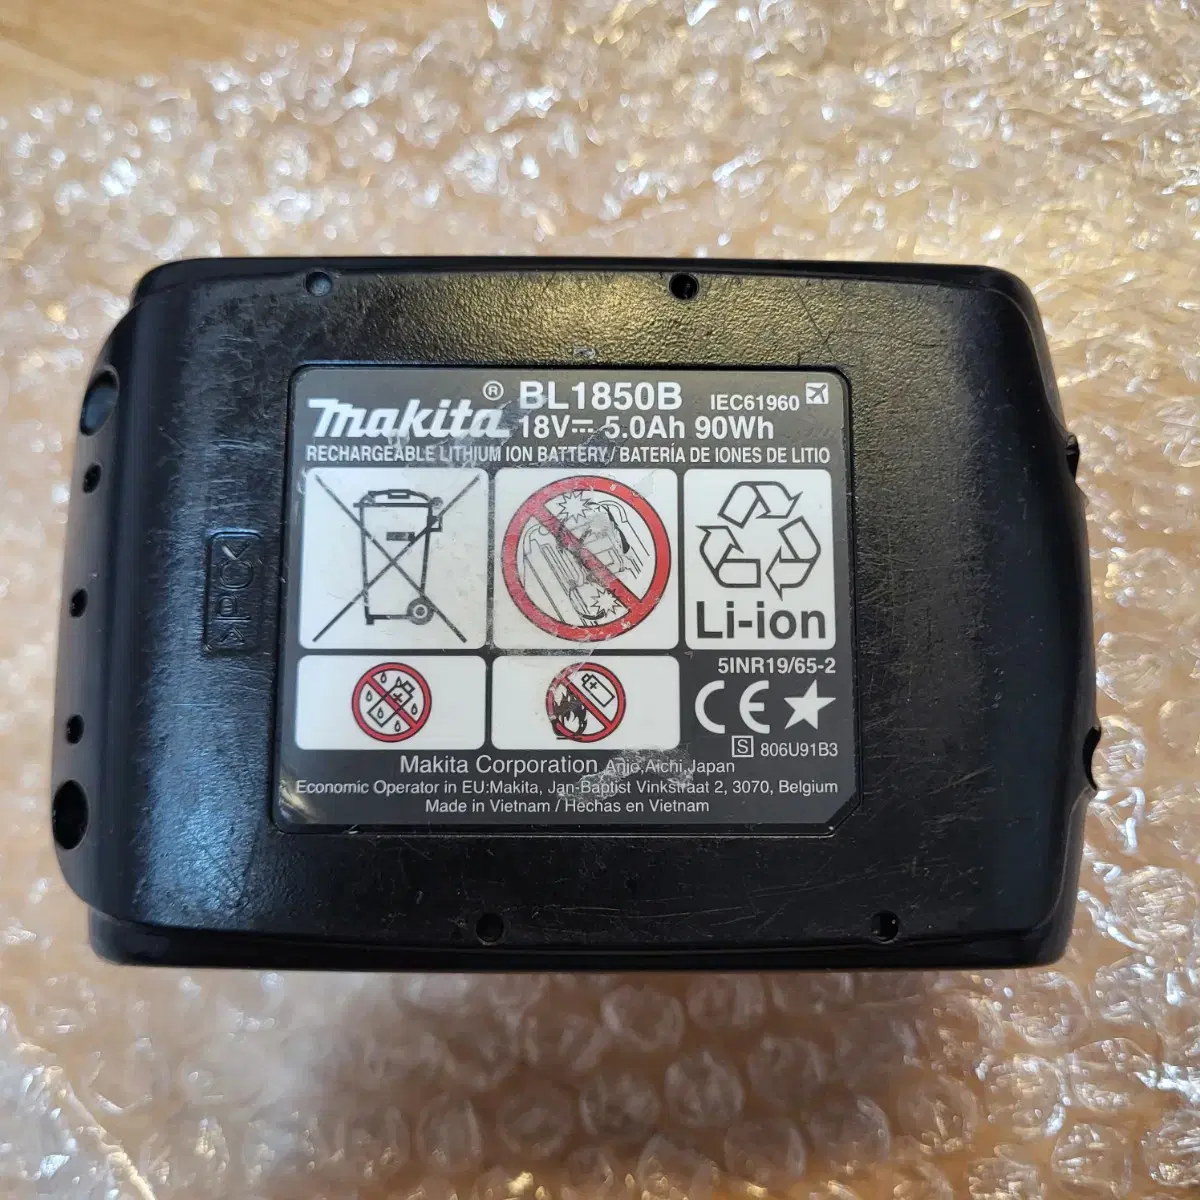 makita® BL1850B IEC61960
18V⎓ 5.0Ah 90Wh
RECHARGEABLE LITHIUM ION BATTERY / BATERÍA DE IONES DE LITIO
Li-ion
5INR19/65-2
CE
S 806U91B3
Makita Corporation Anjo, Aichi, Japan
Economic Operator in EU:Makita, Jan-Baptist Vinkstraat 2, 3070, Belgium
Made in Vietnam / Hechas en Vietnam